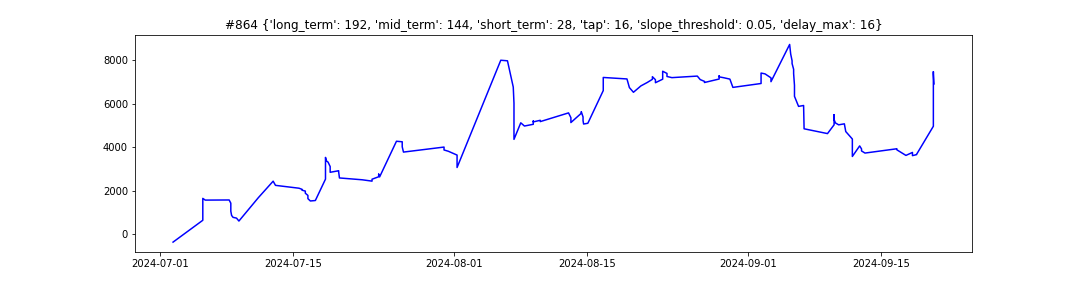 #864 {'long_term': 192, 'mid_term': 144, 'short_term': 28, 'tap': 16, 'slope_threshold': 0.05, 'delay_max': 16}
8000
6000
4000
2000
0
2024-07-01 2024-07-15 2024-08-01 2024-08-15 2024-09-01 2024-09-15